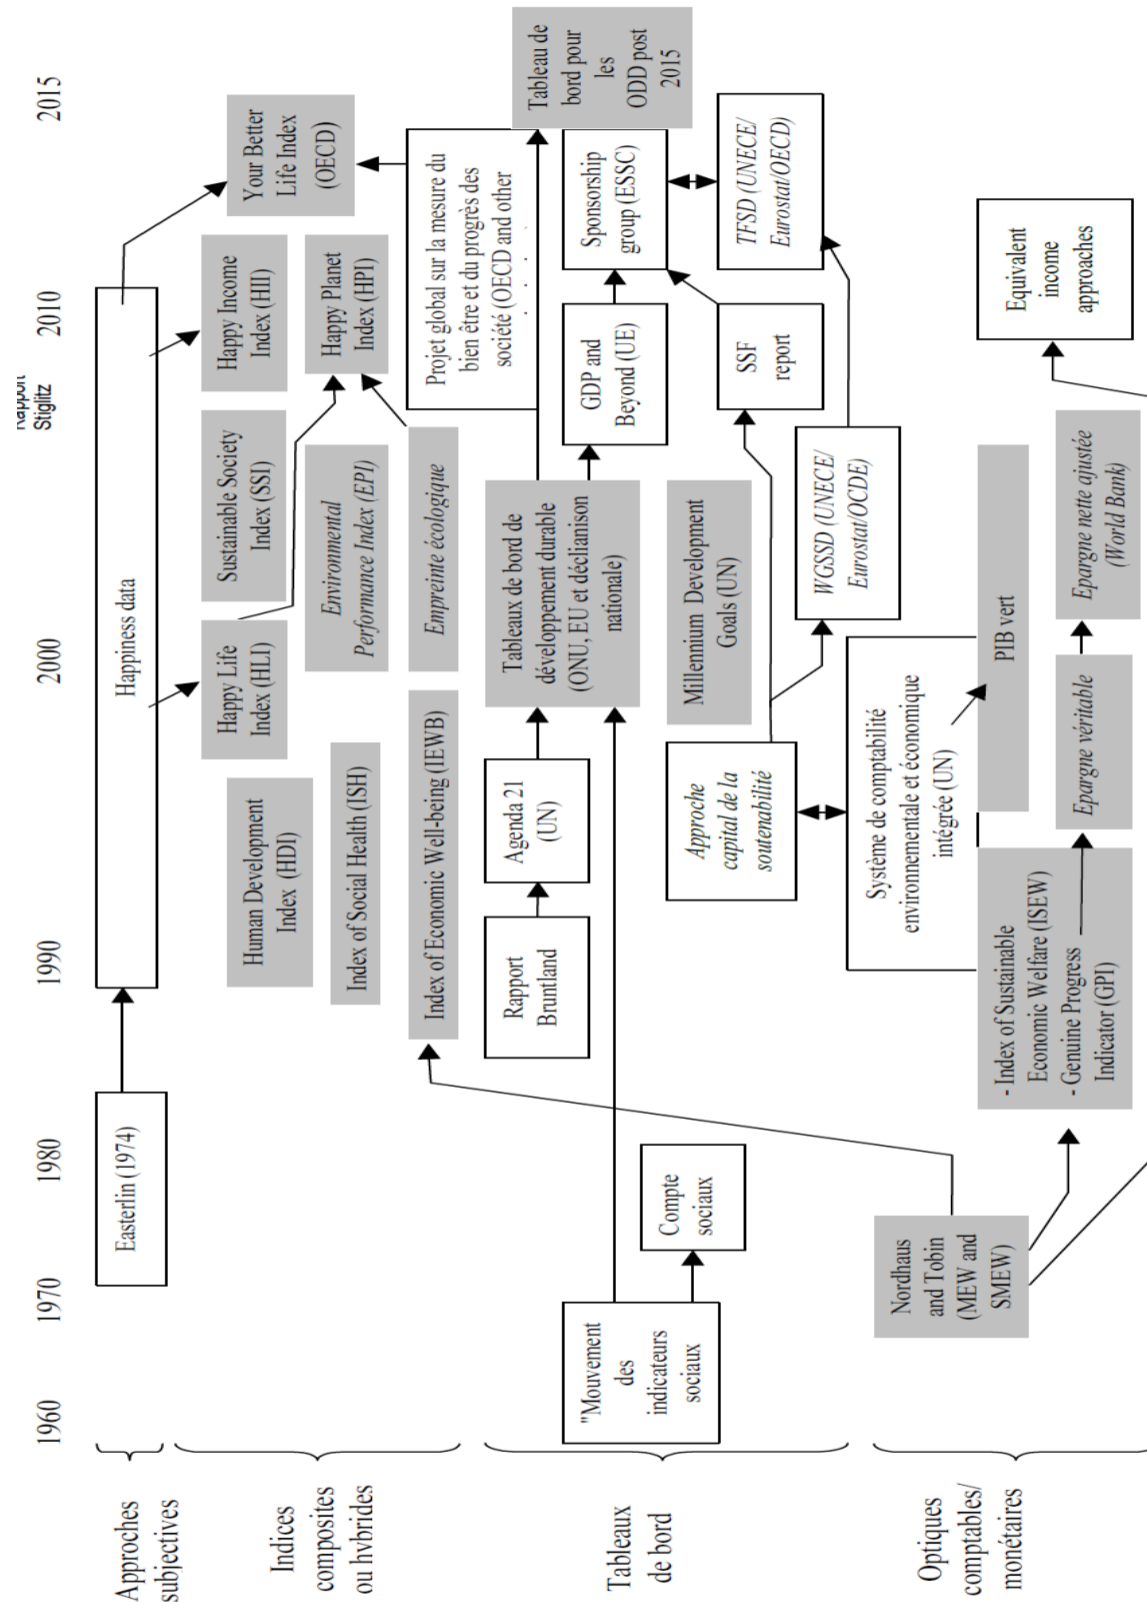 1960
1970
1980
1990
2000
2010
2015
Stiglitz
Approches
subjectives
Easterlin (1974)
Happiness data
Indices
composites
ou hvbrides
Human Development
Index (HDI)
Happy Life
Index (HLI)
Sustainable Society
Index (SSI)
Happy Income
Index (HII)
Your Better
Life Index
(OECD)
Index of Social Health (ISH)
Environmental
Performance Index (EPI)
Happy Planet
Index (HPI)
Index of Economic Well-being (IEWB)
Empreinte écologique
Projet global sur la mesure du
bien être et du progrès des
société (OECD and other
Tableaux
de bord
"Mouvement
des
indicateurs
sociaux
Compte
sociaux
Rapport
Bruntland
Agenda 21
(UN)
Tableaux de bord de
développement durable
(ONU, EU et déclianison
nationale)
GDP and
Beyond (UE)
Sponsorship
group (ESSC)
Tableau de
bord pour
les
ODD post
2015
Approche
capital de la
soutenabilité
Millennium Development
Goals (UN)
SSF
report
TFSD (UNECE/
Eurostat/OECD)
WGSSD (UNECE/
Eurostat/OCDE)
Optiques
comptables/
monétaires
Nordhaus
and Tobin
(MEW and
SMEW)
Système de comptabilité
environnementale et économique
intégrée (UN)
PIB vert
- Index of Sustainable
Economic Welfare (ISEW)
- Genuine Progress
Indicator (GPI)
Epargne véritable
Epargne nette ajustée
(World Bank)
Equivalent
income
approaches